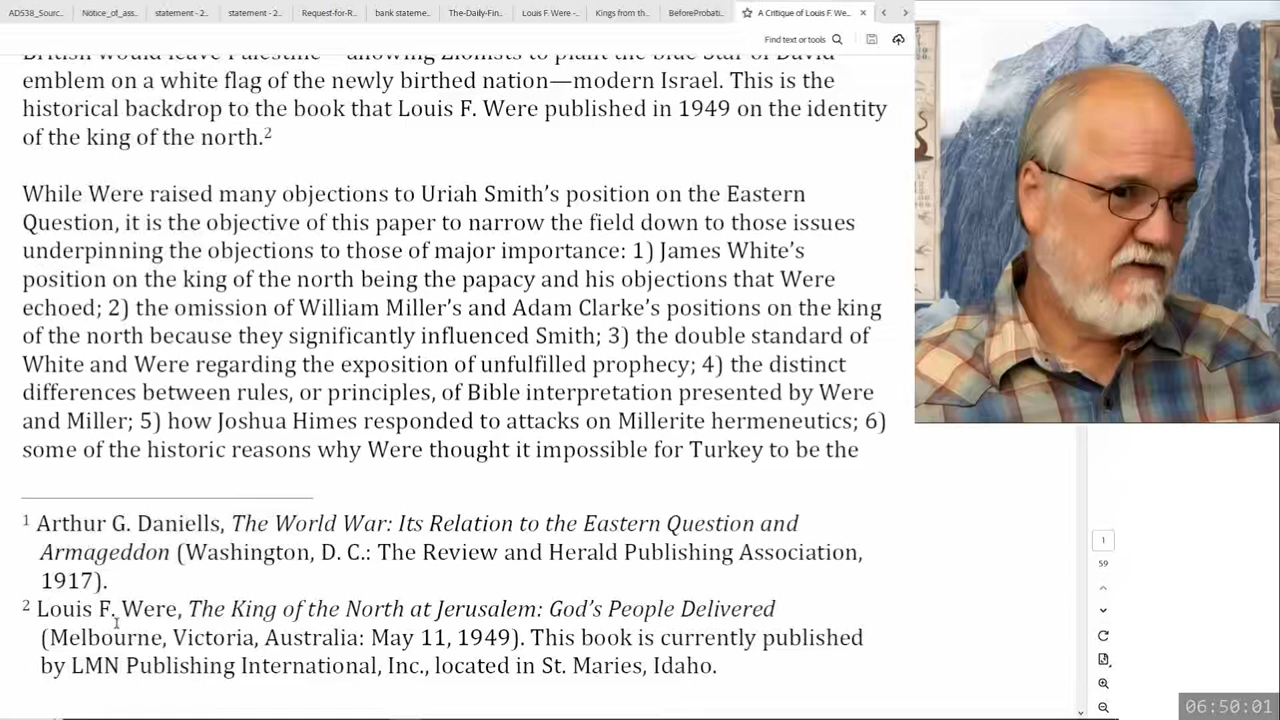 AD538_Sourc...
Notice_of_ass...
statement - 2...
statement - 2...
Request-for-R...
bank stateme...
The-Daily-Fin...
Louis F. Were -...
Kings from th...
BeforeProbati...
A Critique of Louis F. We...
Find text or tools
British would leave Palestine—allowing Zionists to plant the blue Star of David
emblem on a white flag of the newly birthed nation—modern Israel. This is the
historical backdrop to the book that Louis F. Were published in 1949 on the identity
of the king of the north.2
While Were raised many objections to Uriah Smith’s position on the Eastern
Question, it is the objective of this paper to narrow the field down to those issues
underpinning the objections to those of major importance: 1) James White’s
position on the king of the north being the papacy and his objections that Were
echoed; 2) the omission of William Miller’s and Adam Clarke’s positions on the king
of the north because they significantly influenced Smith; 3) the double standard of
White and Were regarding the exposition of unfulfilled prophecy; 4) the distinct
differences between rules, or principles, of Bible interpretation presented by Were
and Miller; 5) how Joshua Himes responded to attacks on Millerite hermeneutics; 6)
some of the historic reasons why Were thought it impossible for Turkey to be the
1 Arthur G. Daniells, The World War: Its Relation to the Eastern Question and
Armageddon (Washington, D. C.: The Review and Herald Publishing Association,
1917).
2 Louis F. Were, The King of the North at Jerusalem: God’s People Delivered
(Melbourne, Victoria, Australia: May 11, 1949). This book is currently published
by LMN Publishing International, Inc., located in St. Maries, Idaho.
1
59
06:50:01